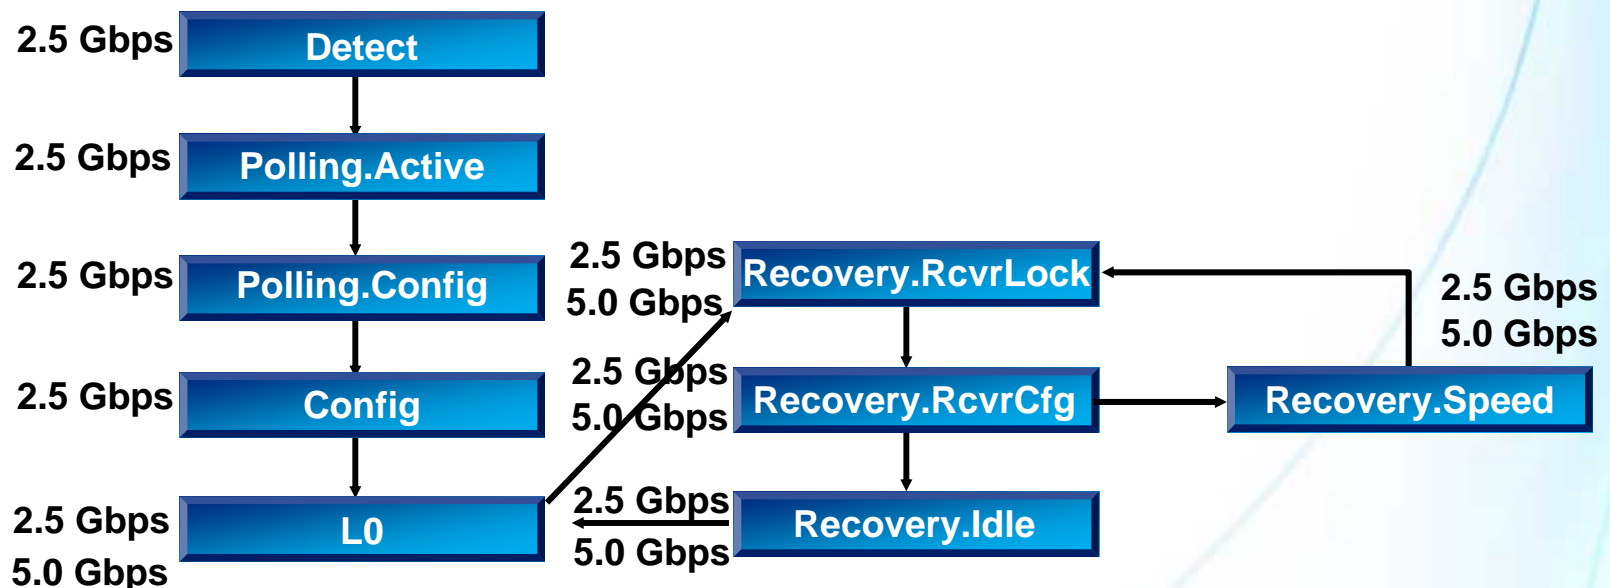 2.5 Gbps
Detect
2.5 Gbps
Polling.Active
2.5 Gbps
Polling.Config
2.5 Gbps
Config
2.5 Gbps
5.0 Gbps
L0
2.5 Gbps
5.0 Gbps
Recovery.RcvrLock
2.5 Gbps
5.0 Gbps
Recovery.RcvrCfg
2.5 Gbps
5.0 Gbps
Recovery.Idle
2.5 Gbps
5.0 Gbps
Recovery.Speed